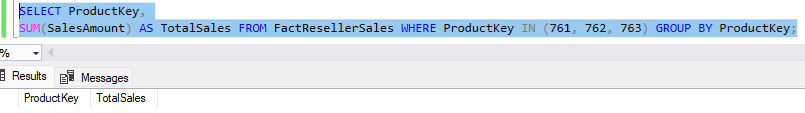 SELECT ProductKey,
SUM(SalesAmount) AS TotalSales FROM FactResellerSales WHERE ProductKey IN (761, 762, 763) GROUP BY ProductKey;
%
Results Messages
ProductKey TotalSales